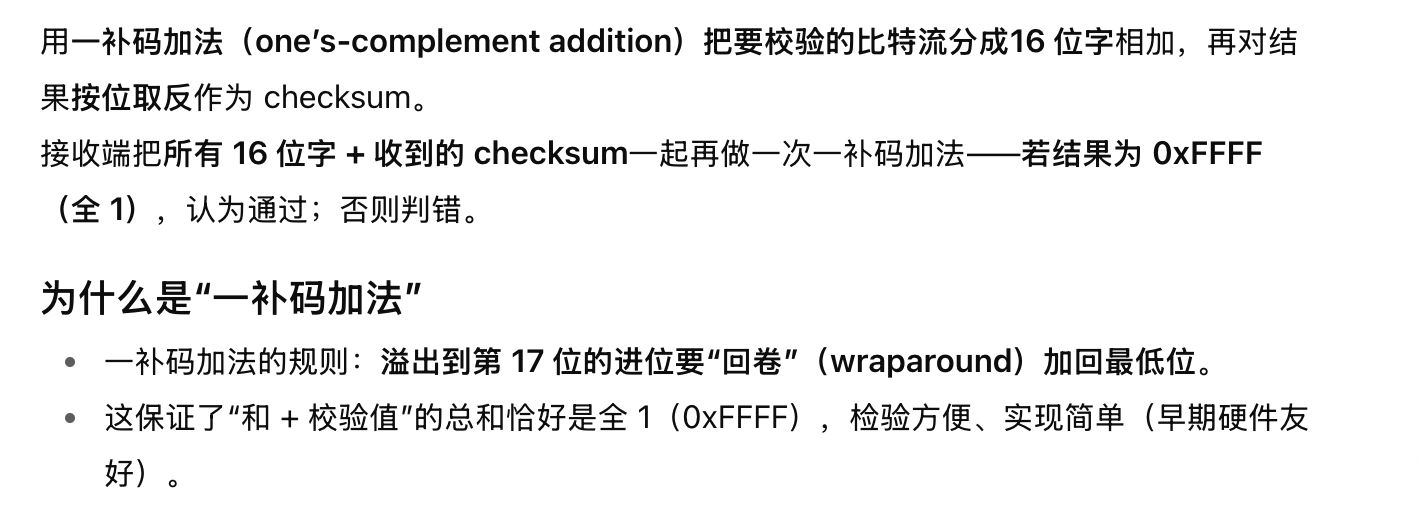 用一补码加法（one’s-complement addition）把要校验的比特流分成16 位字相加，再对结
果按位取反作为 checksum。
接收端把所有 16 位字 + 收到的 checksum一起再做一次一补码加法——若结果为 0xFFFF
（全 1），认为通过；否则判错。
为什么是“一补码加法”
• 一补码加法的规则：溢出到第 17 位的进位要“回卷”（wraparound）加回最低位。
• 这保证了“和 + 校验值”的总和恰好是全 1（0xFFFF），检验方便、实现简单（早期硬件友
好）。